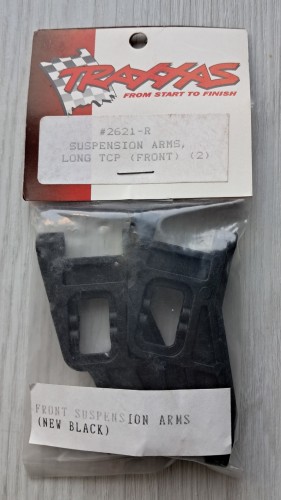 TRAXXAS
FROM START TO FINISH
#2621-R
SUSPENSION ARMS,
LONG TCP (FRONT) (2)
FRONT SUSPENSION ARMS
(NEW BLACK)